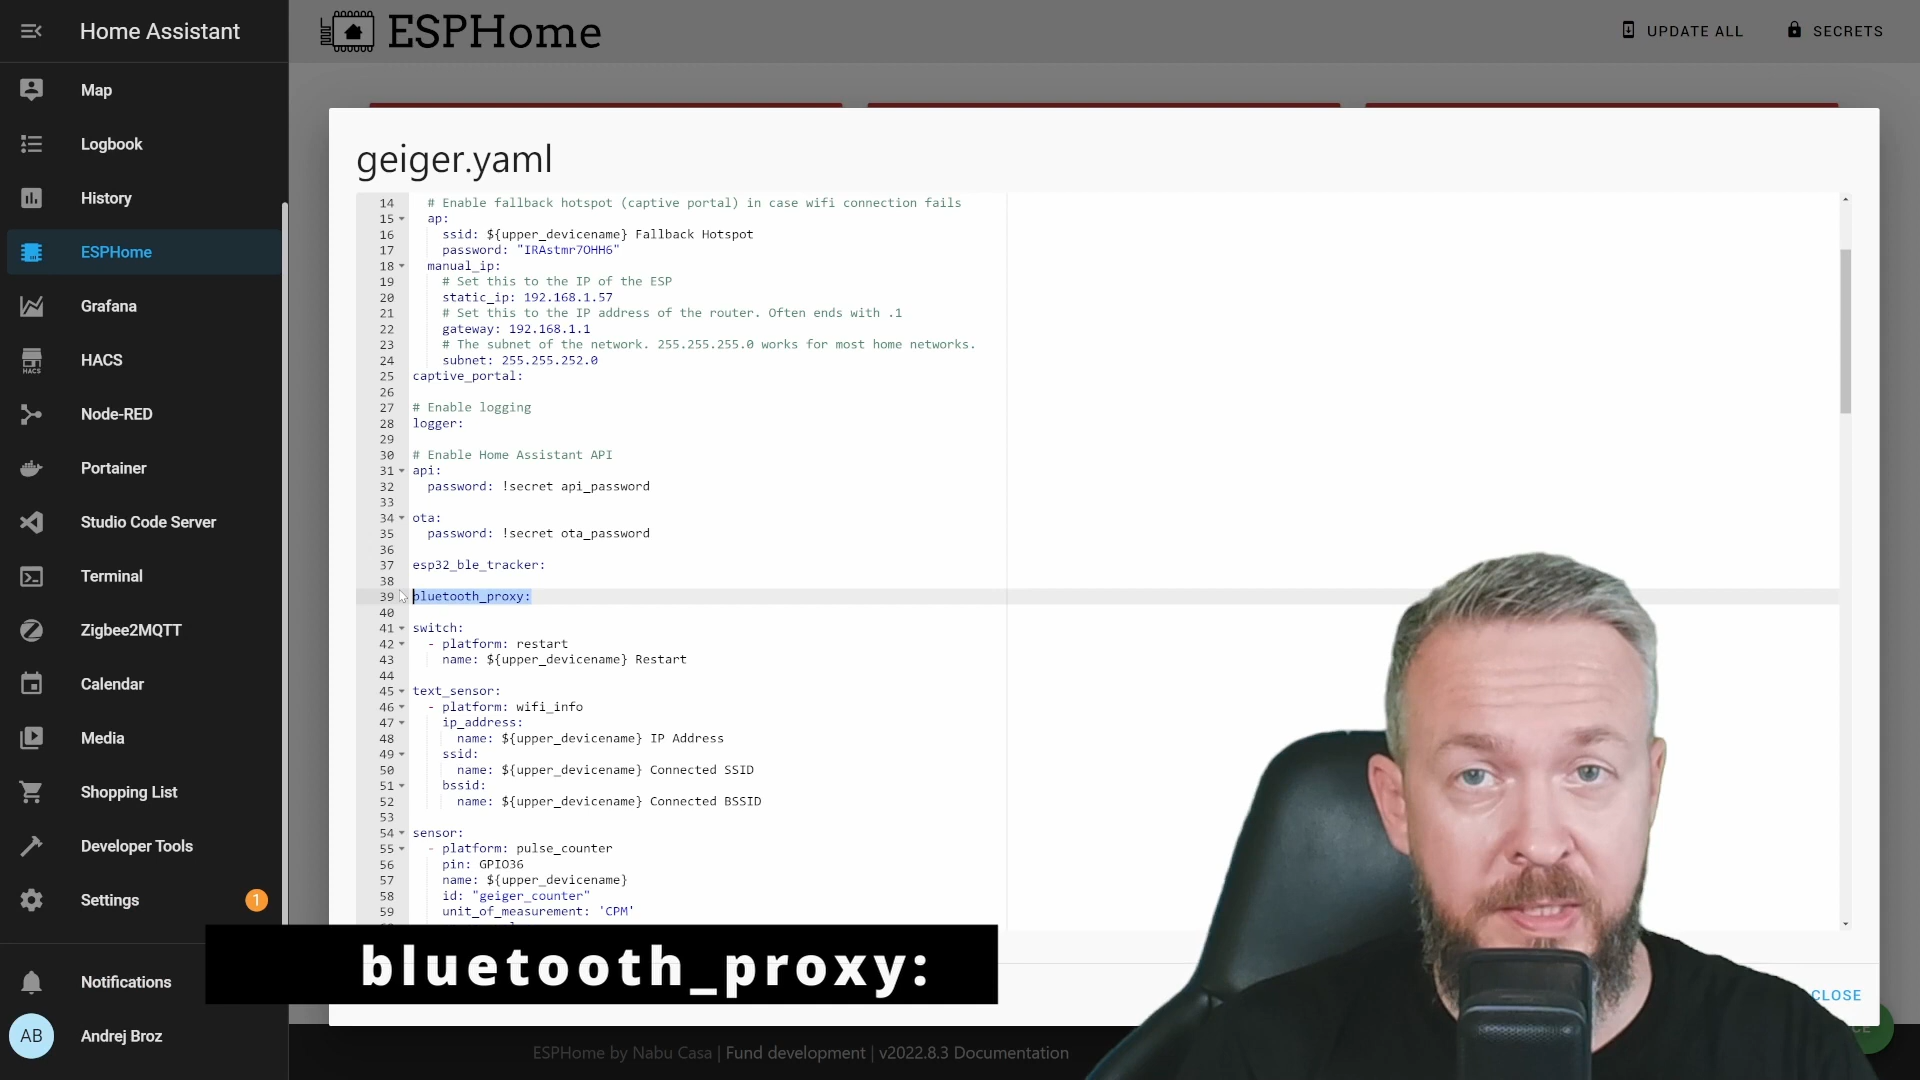 Home Assistant
ESPHome
UPDATE ALL
SECRETS
Map
Logbook
History
ESPHome
Grafana
HACS
HACS
Node-RED
Portainer
Studio Code Server
Terminal
Zigbee2MQTT
Calendar
Media
Shopping List
Developer Tools
Settings
1
Notifications
AB
Andrej Broz
geiger.yaml
14 # Enable fallback hotspot (captive portal) in case wifi connection fails
15 ap:
16 ssid: ${upper_devicename} Fallback Hotspot
17 password: "IRAstmr7OHH6"
18 manual_ip:
19 # Set this to the IP of the ESP
20 static_ip: 192.168.1.57
21 # Set this to the IP address of the router. Often ends with .1
22 gateway: 192.168.1.1
23 # The subnet of the network. 255.255.255.0 works for most home networks.
24 subnet: 255.255.252.0
25 captive_portal:
26
27 # Enable logging
28 logger:
29
30 # Enable Home Assistant API
31 api:
32 password: !secret api_password
33
34 ota:
35 password: !secret ota_password
36
37 esp32_ble_tracker:
38
39 bluetooth_proxy:
40
41 switch:
42 - platform: restart
43 name: ${upper_devicename} Restart
44
45 text_sensor:
46 - platform: wifi_info
47 ip_address:
48 name: ${upper_devicename} IP Address
49 ssid:
50 name: ${upper_devicename} Connected SSID
51 bssid:
52 name: ${upper_devicename} Connected BSSID
53
54 sensor:
55 - platform: pulse_counter
56 pin: GPIO36
57 name: ${upper_devicename}
58 id: "geiger_counter"
59 unit_of_measurement: 'CPM'
bluetooth_proxy:
CLOSE
ESPHome by Nabu Casa | Fund development | v2022.8.3 Documentation